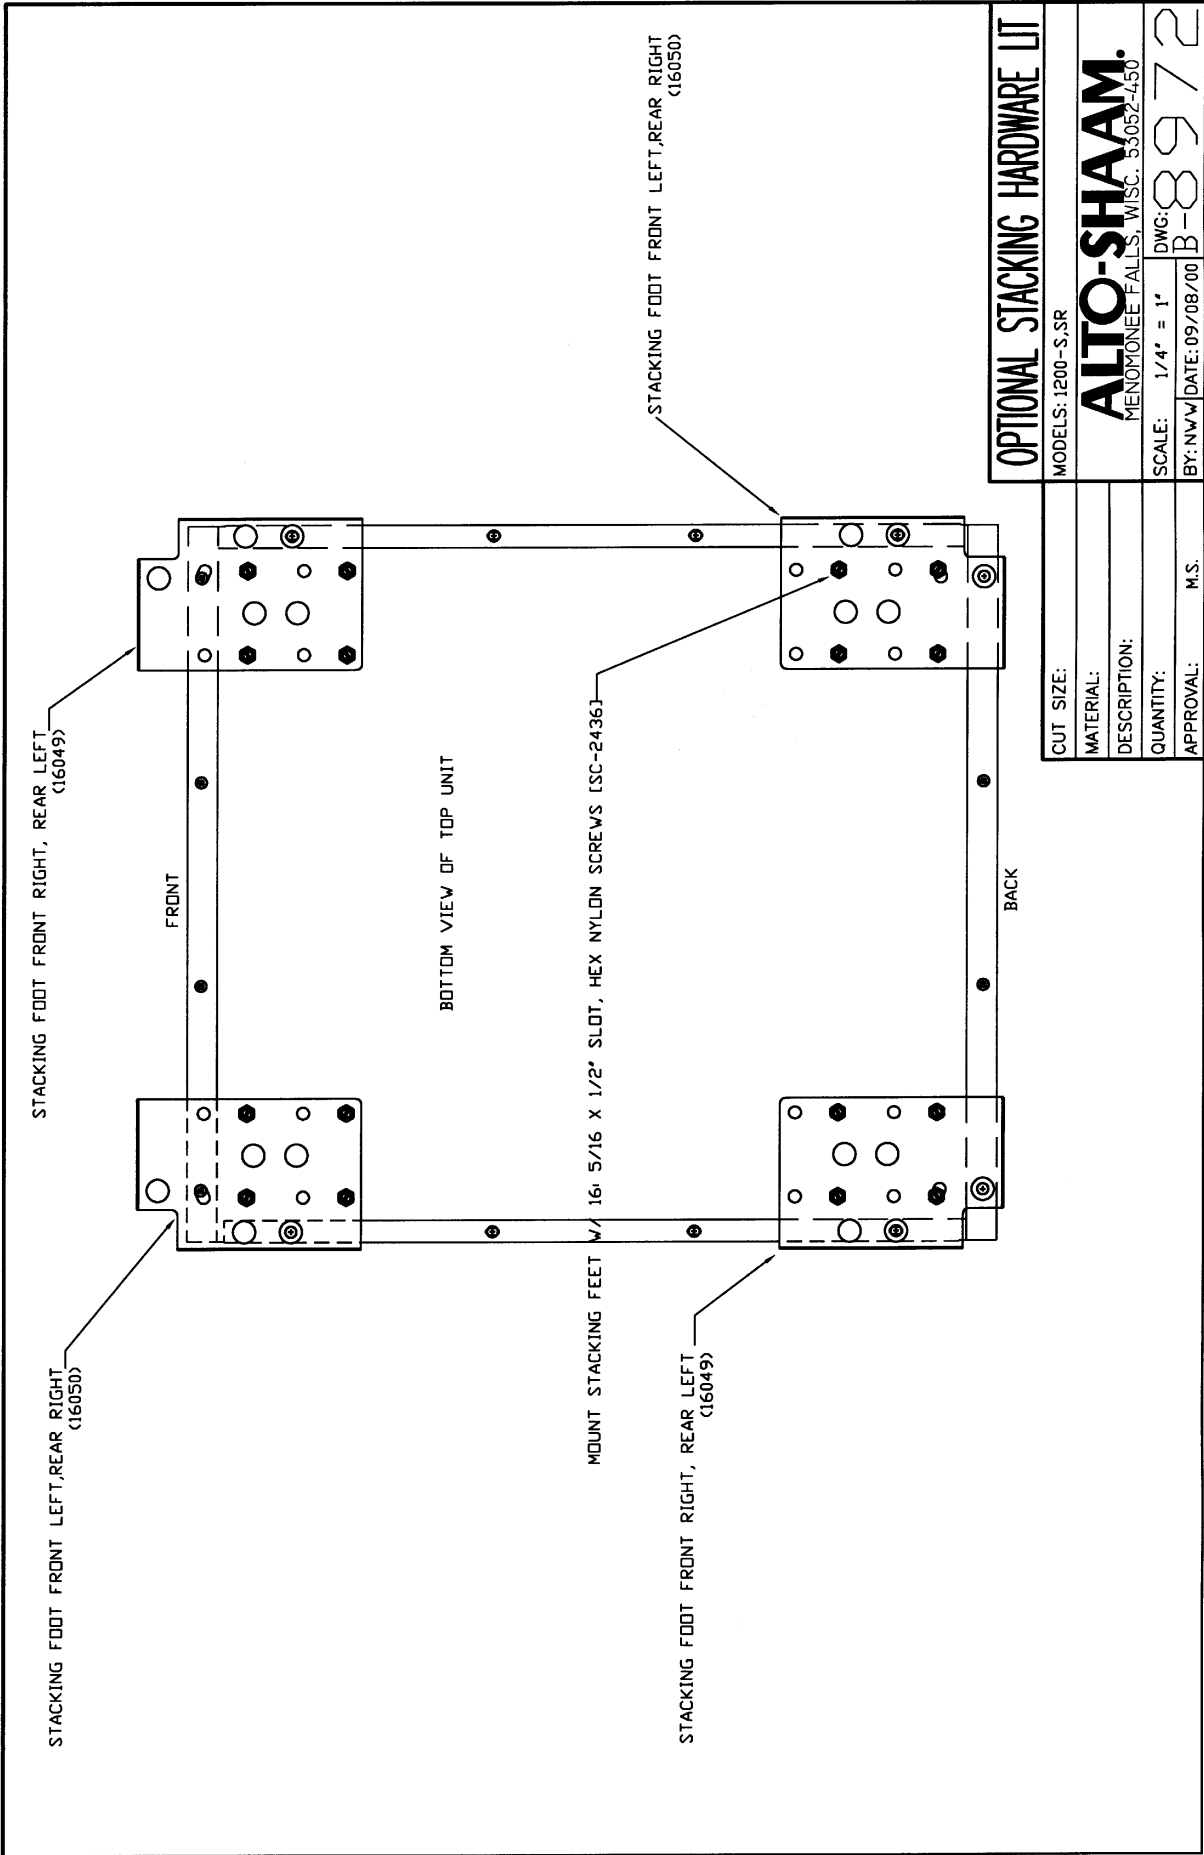 STACKING FOOT FRONT LEFT,REAR RIGHT
(16050)
STACKING FOOT FRONT RIGHT, REAR LEFT
(16049)
FRONT
BOTTOM VIEW OF TOP UNIT
MOUNT STACKING FEET W/ 16: 5/16 X 1/2" SLOT, HEX NYLON SCREWS [SC-2436]
STACKING FOOT FRONT RIGHT, REAR LEFT
(16049)
STACKING FOOT FRONT LEFT,REAR RIGHT
(16050)
BACK
OPTIONAL STACKING HARDWARE LIT
CUT SIZE:
MODELS: 1200-S,SR
MATERIAL:
ALTO-SHAAM.
MENOMONEE FALLS, WISC. 53052-450
DESCRIPTION:
QUANTITY:
SCALE: 1/4" = 1"
DWG:
B-8972
APPROVAL: M.S.
BY: NWW
DATE: 09/08/00